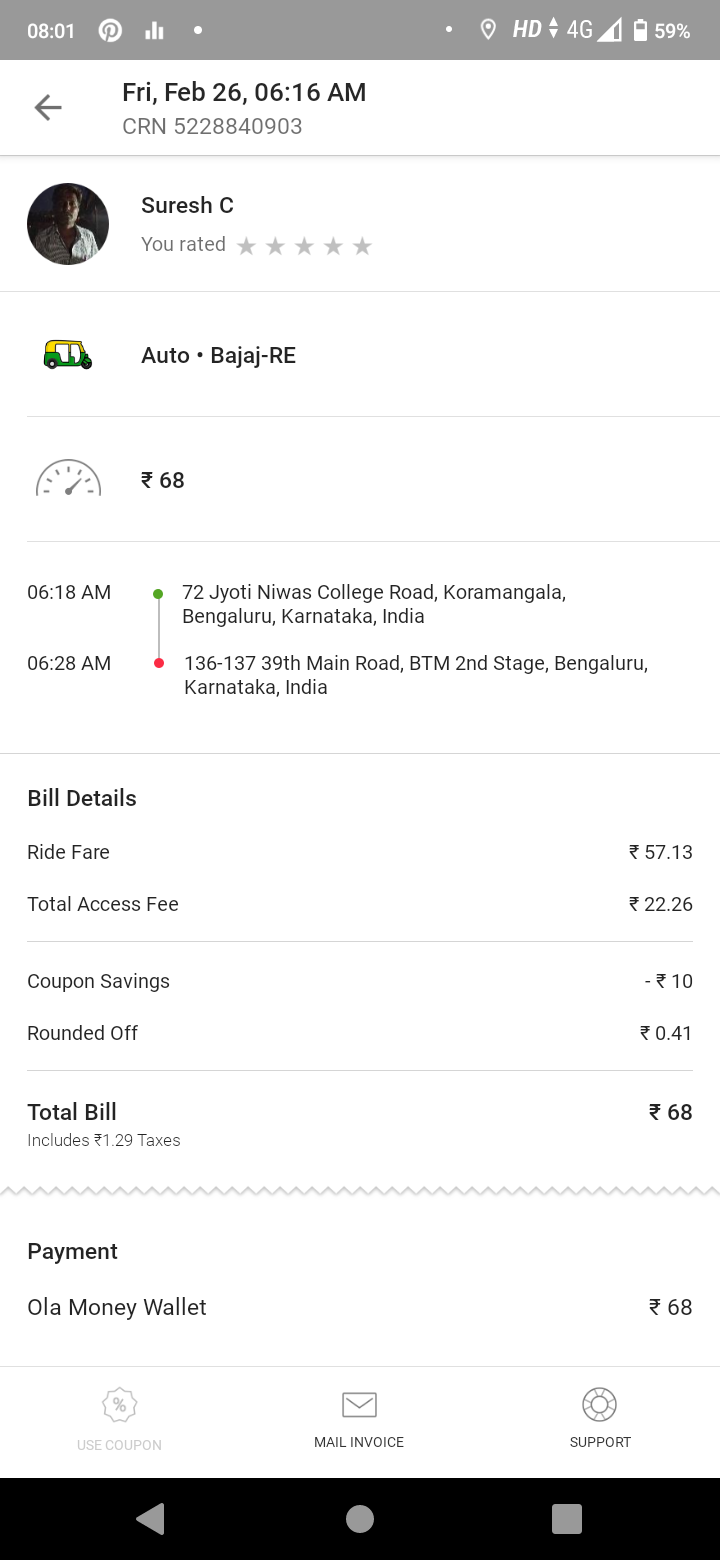 08:01 HD 4G 59%
Fri, Feb 26, 06:16 AM
CRN 5228840903
Suresh C
You rated
Auto • Bajaj-RE
₹ 68
06:18 AM 72 Jyoti Niwas College Road, Koramangala,
Bengaluru, Karnataka, India
06:28 AM 136-137 39th Main Road, BTM 2nd Stage, Bengaluru,
Karnataka, India
Bill Details
Ride Fare ₹ 57.13
Total Access Fee ₹ 22.26
Coupon Savings - ₹ 10
Rounded Off ₹ 0.41
Total Bill ₹ 68
Includes ₹1.29 Taxes
Payment
Ola Money Wallet ₹ 68
% 
USE COUPON MAIL INVOICE SUPPORT